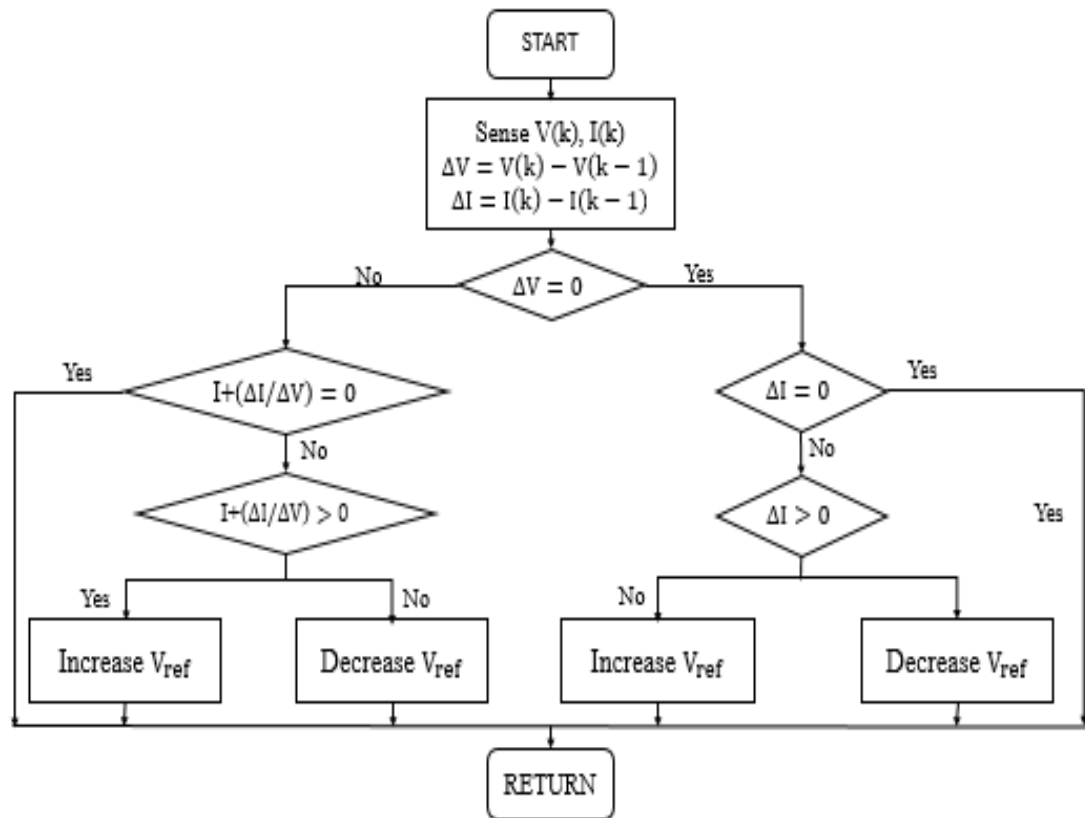 START
Sense V(k), I(k)
ΔV = V(k) − V(k − 1)
ΔI = I(k) − I(k − 1)
ΔV = 0
No
Yes
I+(ΔI/ΔV) = 0
Yes
No
ΔI = 0
Yes
No
I+(ΔI/ΔV) > 0
Yes
No
ΔI > 0
Yes
No
Increase Vref
Decrease Vref
Increase Vref
Decrease Vref
RETURN